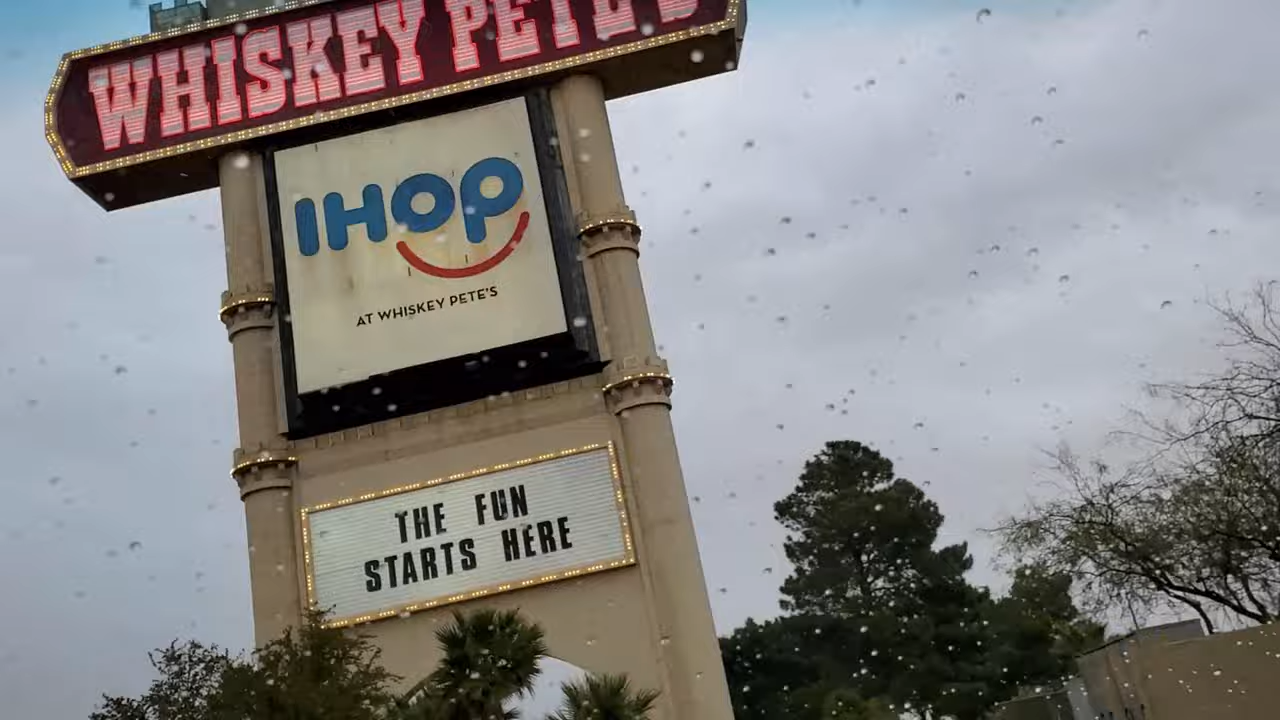 WHISKEY PETE'S
IHOP
AT WHISKEY PETE'S
THE FUN
STARTS HERE